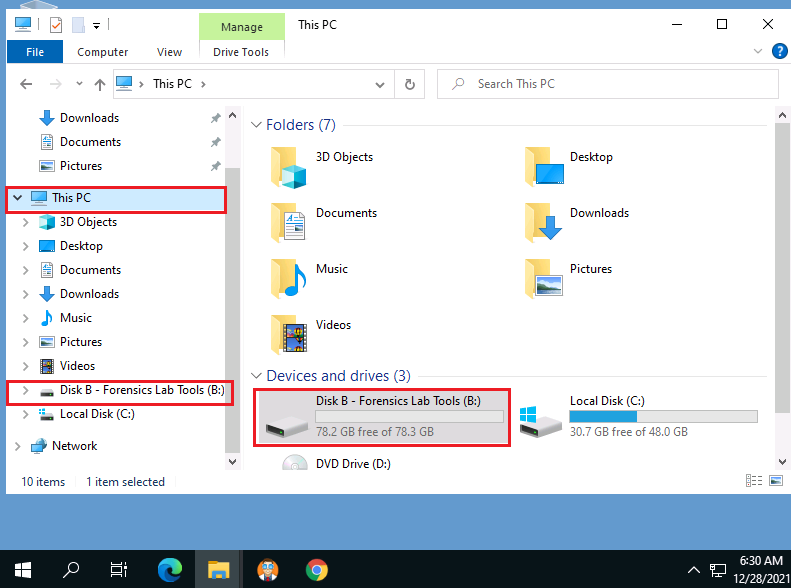 Manage
This PC
File
Computer
View
Drive Tools
This PC
Search This PC
Downloads
Documents
Pictures
This PC
3D Objects
Desktop
Documents
Downloads
Music
Pictures
Videos
Disk B - Forensics Lab Tools (B:)
Local Disk (C:)
Network
Folders (7)
3D Objects
Desktop
Documents
Downloads
Music
Pictures
Videos
Devices and drives (3)
Disk B - Forensics Lab Tools (B:)
78.2 GB free of 78.3 GB
Local Disk (C:)
30.7 GB free of 48.0 GB
DVD Drive (D:)
10 items
1 item selected
6:30 AM
12/28/2021